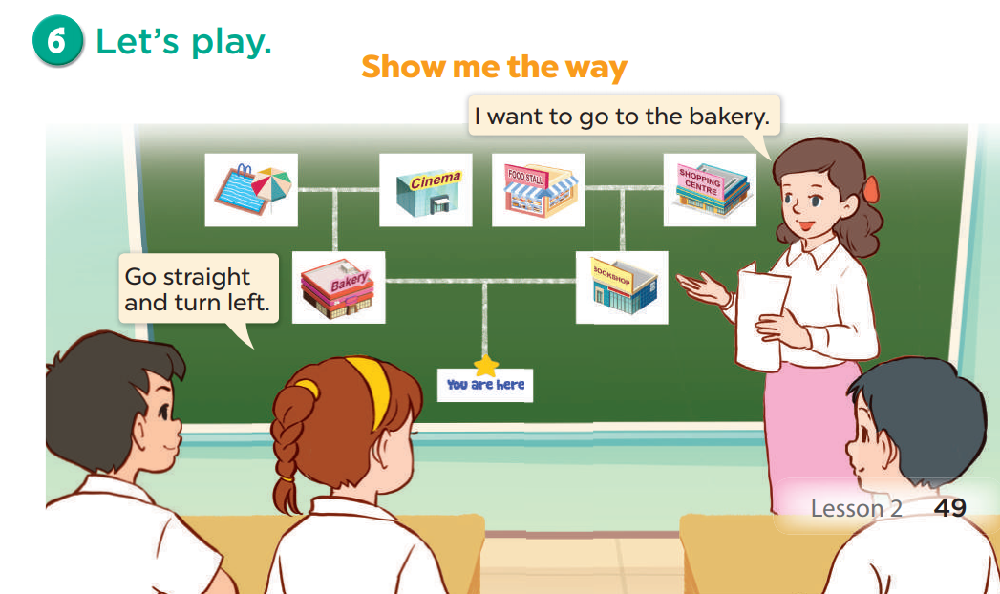 6 Let's play.
Show me the way
I want to go to the bakery.
Cinema
FOOD STALL
SHOPPING
CENTRE
Go straight
and turn left.
Bakery
BOOKSHOP
You are here
Lesson 2 49